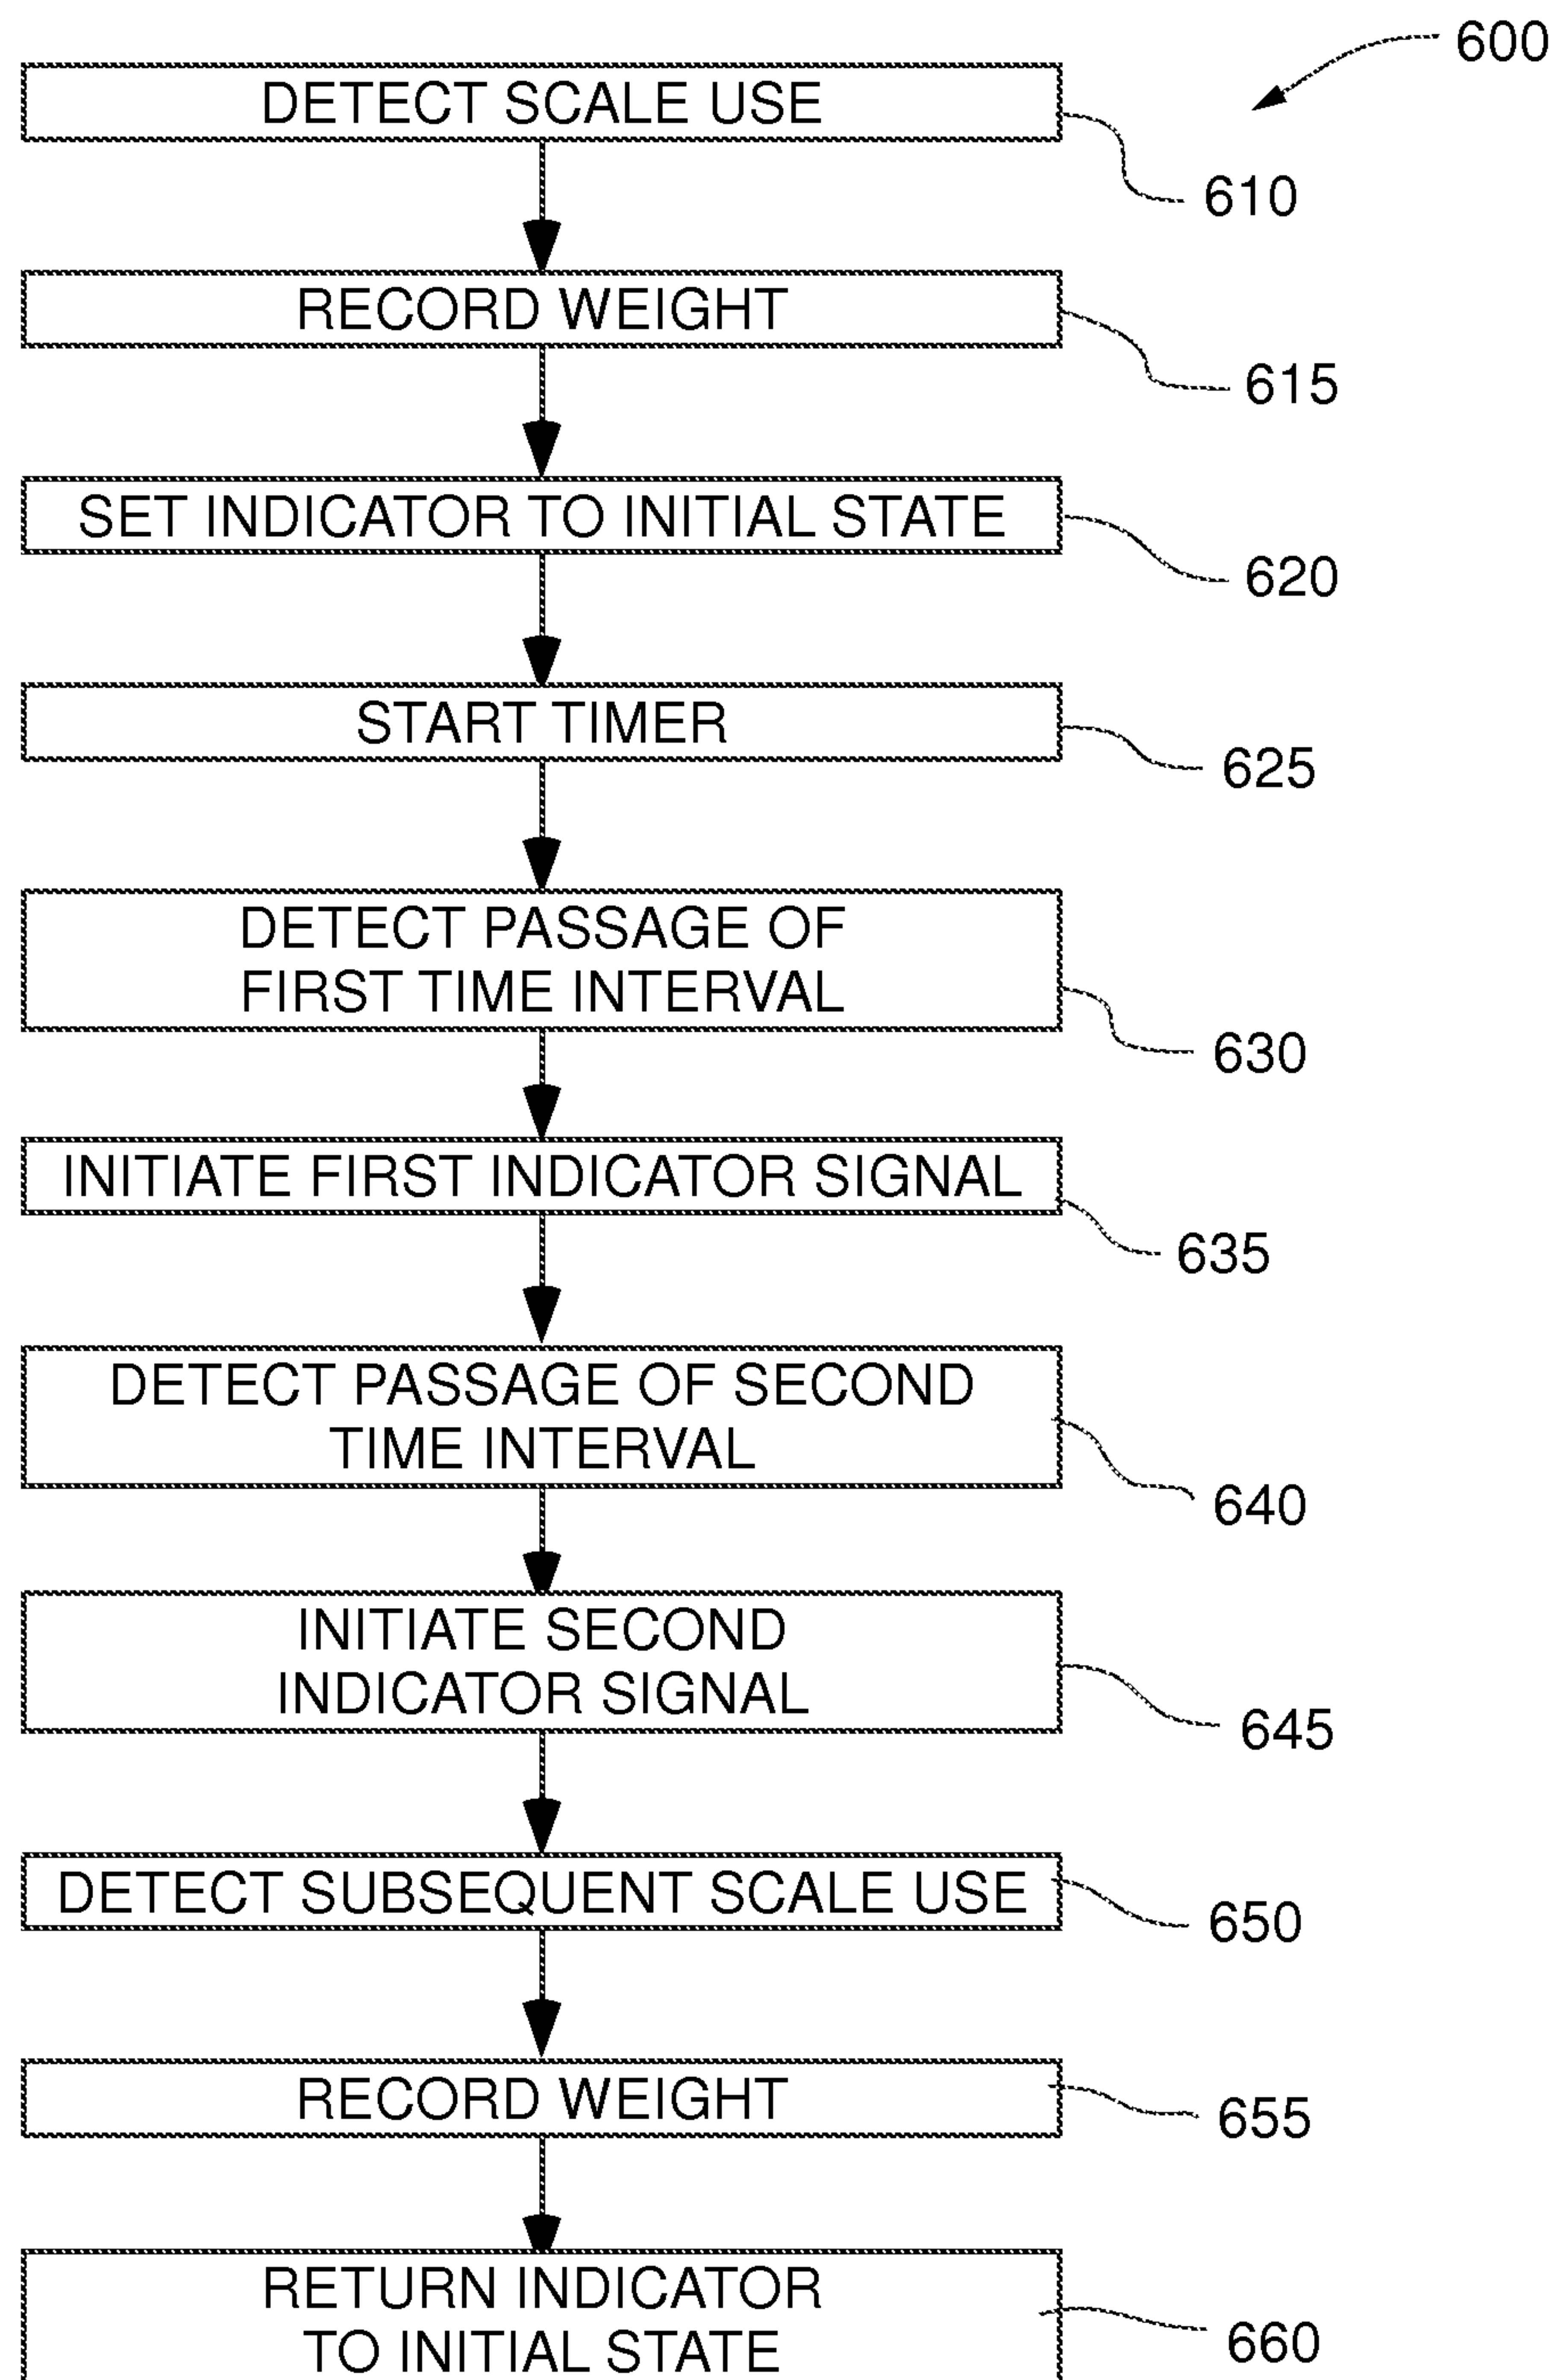 600
DETECT SCALE USE
610
RECORD WEIGHT
615
SET INDICATOR TO INITIAL STATE
620
START TIMER
625
DETECT PASSAGE OF
FIRST TIME INTERVAL
630
INITIATE FIRST INDICATOR SIGNAL
635
DETECT PASSAGE OF SECOND
TIME INTERVAL
640
INITIATE SECOND
INDICATOR SIGNAL
645
DETECT SUBSEQUENT SCALE USE
650
RECORD WEIGHT
655
RETURN INDICATOR
TO INITIAL STATE
660